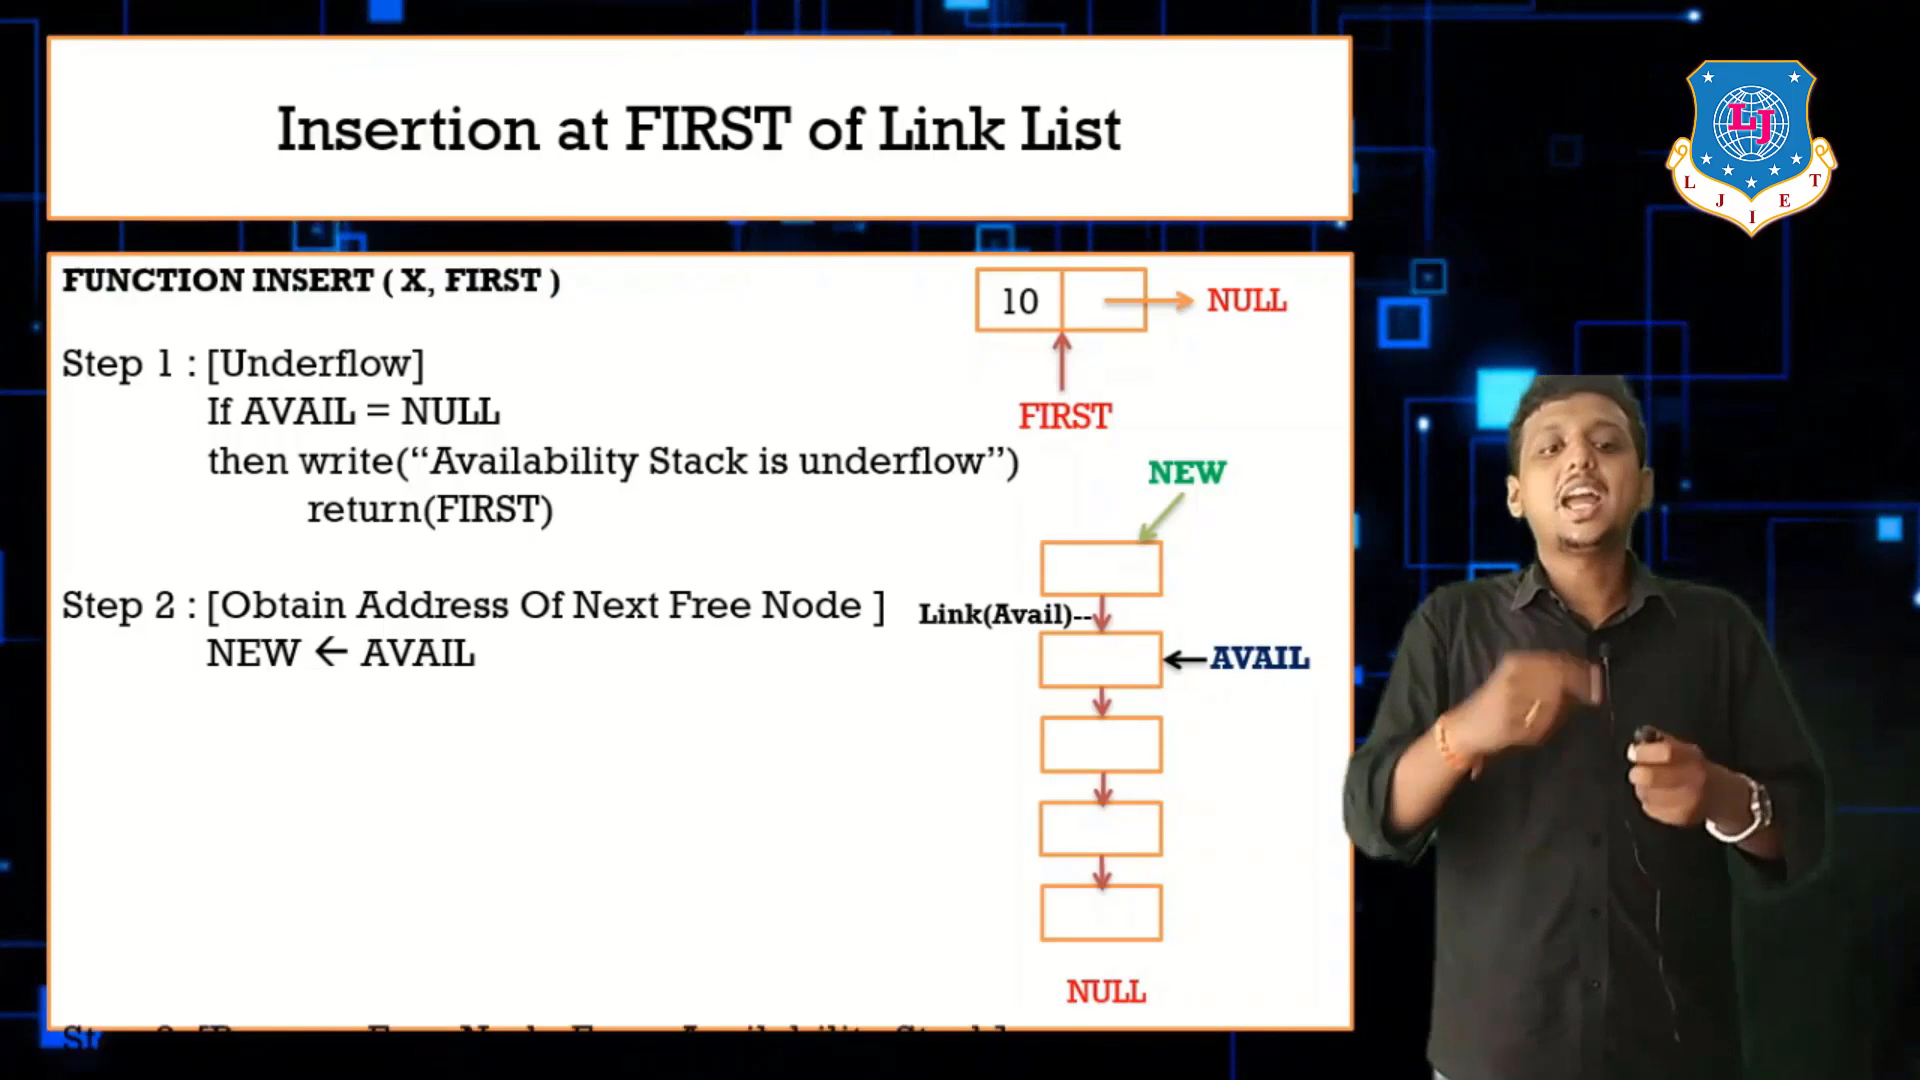 Insertion at FIRST of Link List
LJ
L J I E T
FUNCTION INSERT ( X, FIRST )
10
NULL
FIRST
Step 1 : [Underflow]
If AVAIL = NULL
then write(“Availability Stack is underflow”)
return(FIRST)
NEW
Step 2 : [Obtain Address Of Next Free Node ]
NEW ← AVAIL
Link(Avail)--
AVAIL
NULL